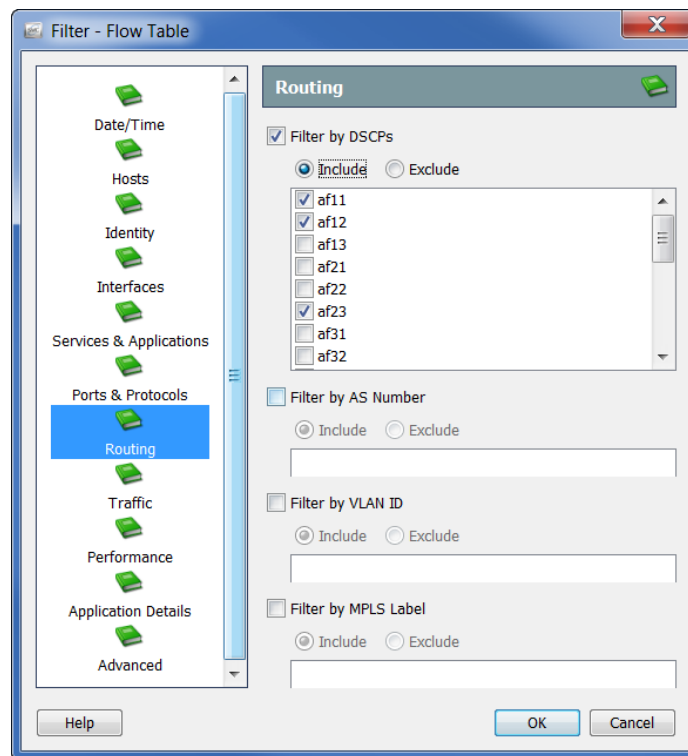 Filter - Flow Table
Date/Time
Hosts
Identity
Interfaces
Services & Applications
Ports & Protocols
Routing
Traffic
Performance
Application Details
Advanced
Routing
Filter by DSCPs
Include Exclude
af11
af12
af13
af21
af22
af23
af31
af32
Filter by AS Number
Include Exclude
Filter by VLAN ID
Include Exclude
Filter by MPLS Label
Include Exclude
Help OK Cancel